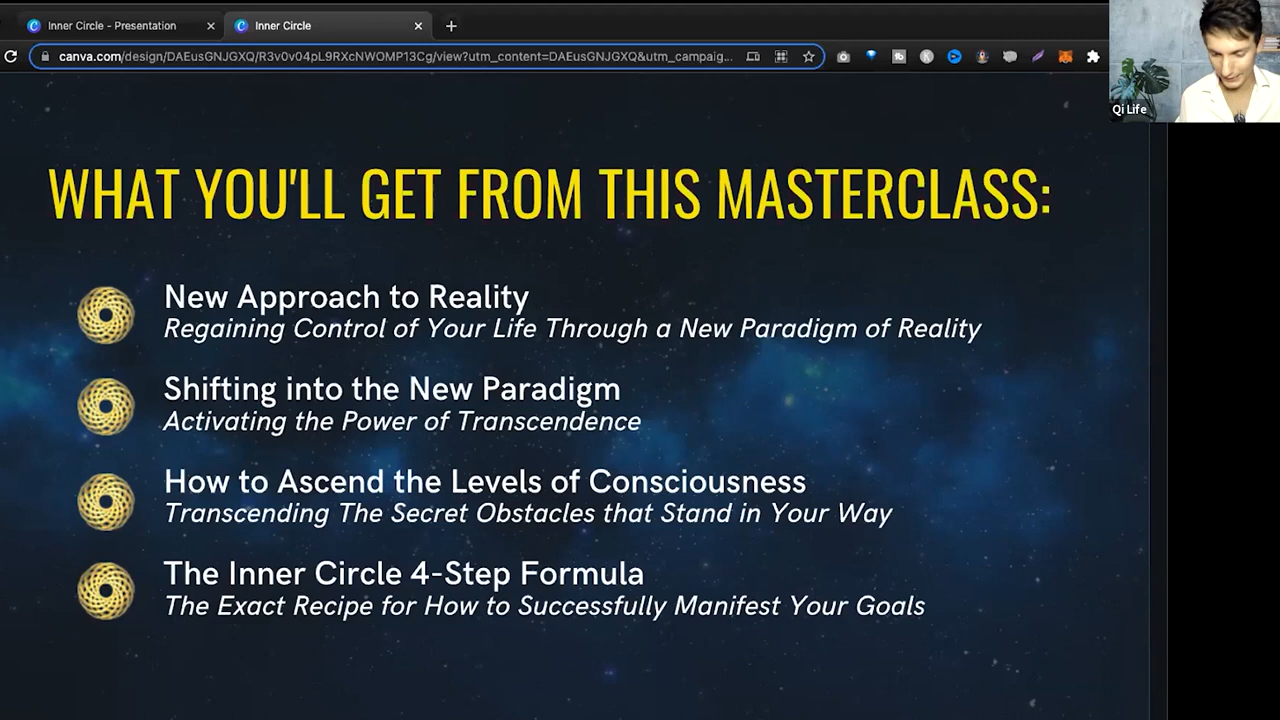 Inner Circle - Presentation
Inner Circle
canva.com/design/DAEusGNJGXQ/R3v0v04pL9RXcNWOMP13Cg/view?utm_content=DAEusGNJGXQ&utm_campaig...
Qi Life
WHAT YOU'LL GET FROM THIS MASTERCLASS:
New Approach to Reality
Regaining Control of Your Life Through a New Paradigm of Reality
Shifting into the New Paradigm
Activating the Power of Transcendence
How to Ascend the Levels of Consciousness
Transcending The Secret Obstacles that Stand in Your Way
The Inner Circle 4-Step Formula
The Exact Recipe for How to Successfully Manifest Your Goals